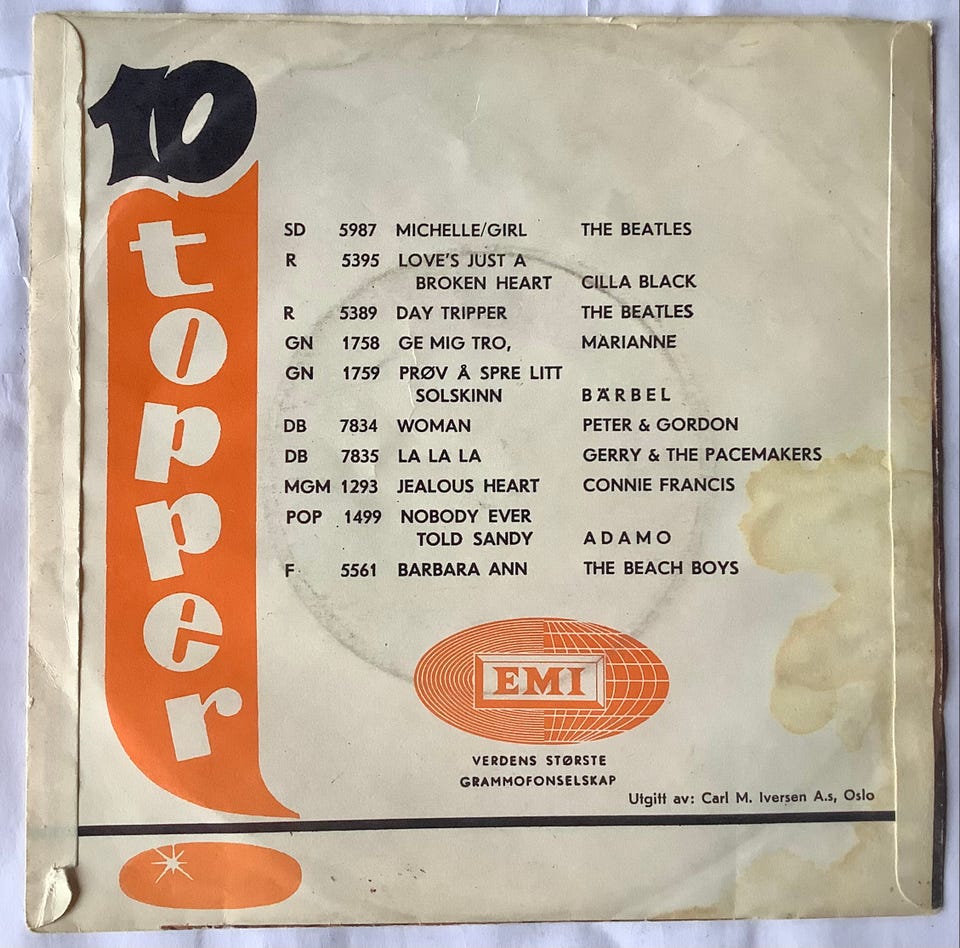 10
topper
SD 5987 MICHELLE/GIRL THE BEATLES
R 5395 LOVE'S JUST A
BROKEN HEART CILLA BLACK
R 5389 DAY TRIPPER THE BEATLES
GN 1758 GE MIG TRO, MARIANNE
GN 1759 PRØV Å SPRE LITT
SOLSKINN BÄRBEL
DB 7834 WOMAN PETER & GORDON
DB 7835 LA LA LA GERRY & THE PACEMAKERS
MGM 1293 JEALOUS HEART CONNIE FRANCIS
POP 1499 NOBODY EVER
TOLD SANDY ADAMO
F 5561 BARBARA ANN THE BEACH BOYS
EMI
VERDENS STØRSTE
GRAMMOFONSELSKAP
Utgitt av: Carl M. Iversen A.s, Oslo